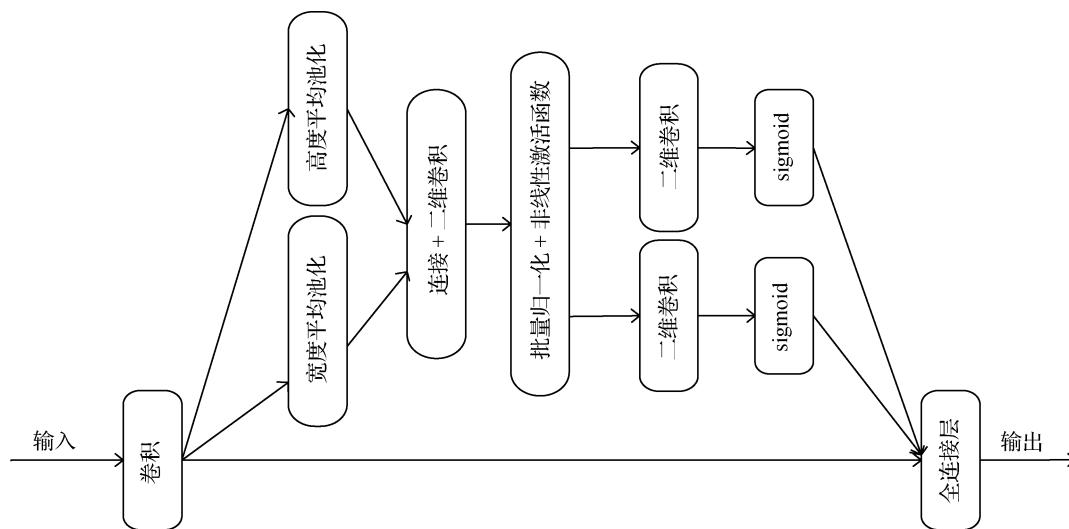 输入
卷积
高度平均池化
宽度平均池化
连接 + 二维卷积
批量归一化 + 非线性激活函数
二维卷积
二维卷积
sigmoid
sigmoid
全连接层
输出